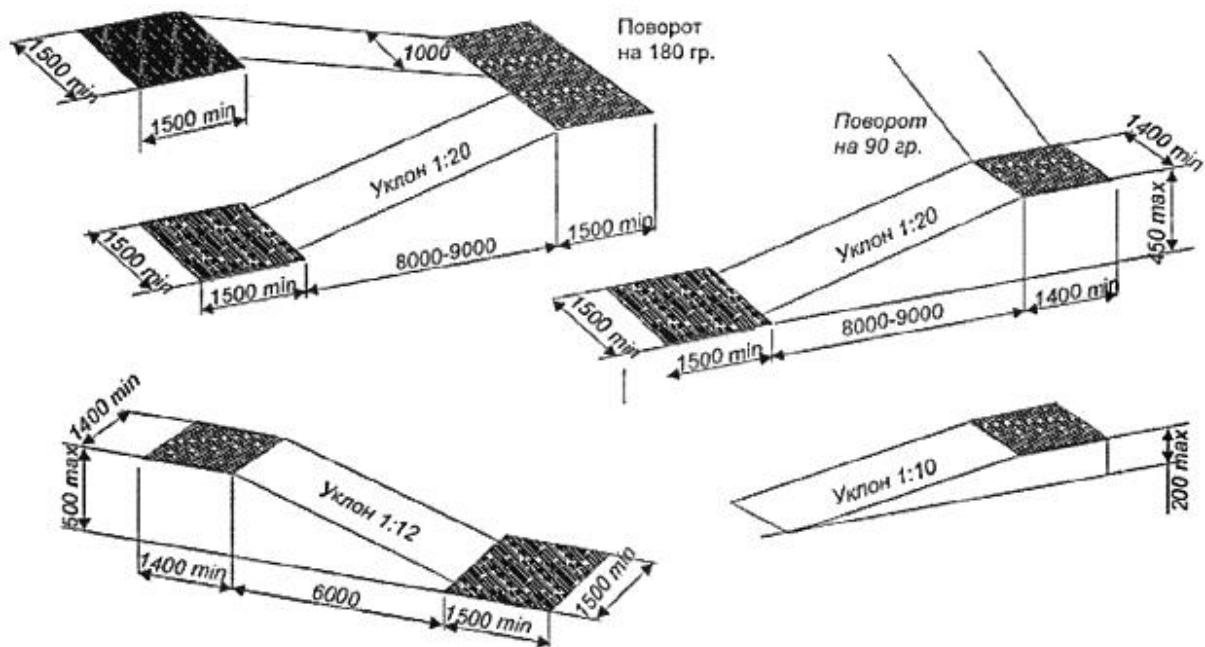 1500 min
1500 min
1000
Поворот
на 180 гр.
Уклон 1:20
1500 min
1500 min
8000-9000
1500 min
Поворот
на 90 гр.
1400 min
450 max
Уклон 1:20
1500 min
1500 min
8000-9000
1400 min
1400 min
500 max
Уклон 1:12
1400 min
6000
1500 min
1500 min
Уклон 1:10
200 max